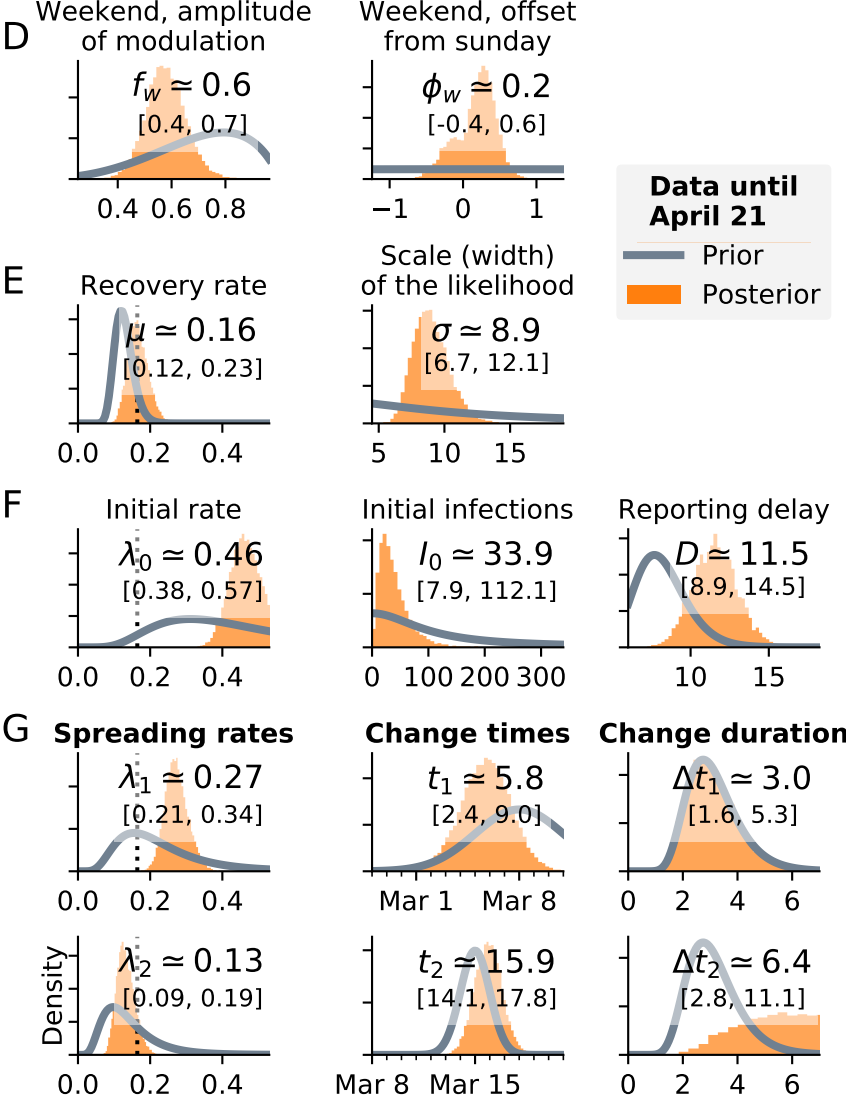 D
Weekend, amplitude
of modulation
Weekend, offset
from sunday
f_w ≃ 0.6
[0.4, 0.7]
ϕ_w ≃ 0.2
[-0.4, 0.6]
0.4 0.6 0.8
−1 0 1
Data until
April 21
Prior
Posterior
E
Recovery rate
Scale (width)
of the likelihood
μ ≃ 0.16
[0.12, 0.23]
σ ≃ 8.9
[6.7, 12.1]
0.0 0.2 0.4
5 10 15
F
Initial rate
Initial infections
Reporting delay
λ₀ ≃ 0.46
[0.38, 0.57]
I₀ ≃ 33.9
[7.9, 112.1]
D ≃ 11.5
[8.9, 14.5]
0.0 0.2 0.4
0 100 200 300
10 15
G
Spreading rates
Change times
Change duration
λ₁ ≃ 0.27
[0.21, 0.34]
t₁ ≃ 5.8
[2.4, 9.0]
Δt₁ ≃ 3.0
[1.6, 5.3]
0.0 0.2 0.4
Mar 1 Mar 8
0 2 4 6
Density
λ₂ ≃ 0.13
[0.09, 0.19]
t₂ ≃ 15.9
[14.1, 17.8]
Δt₂ ≃ 6.4
[2.8, 11.1]
0.0 0.2 0.4
Mar 8 Mar 15
0 2 4 6